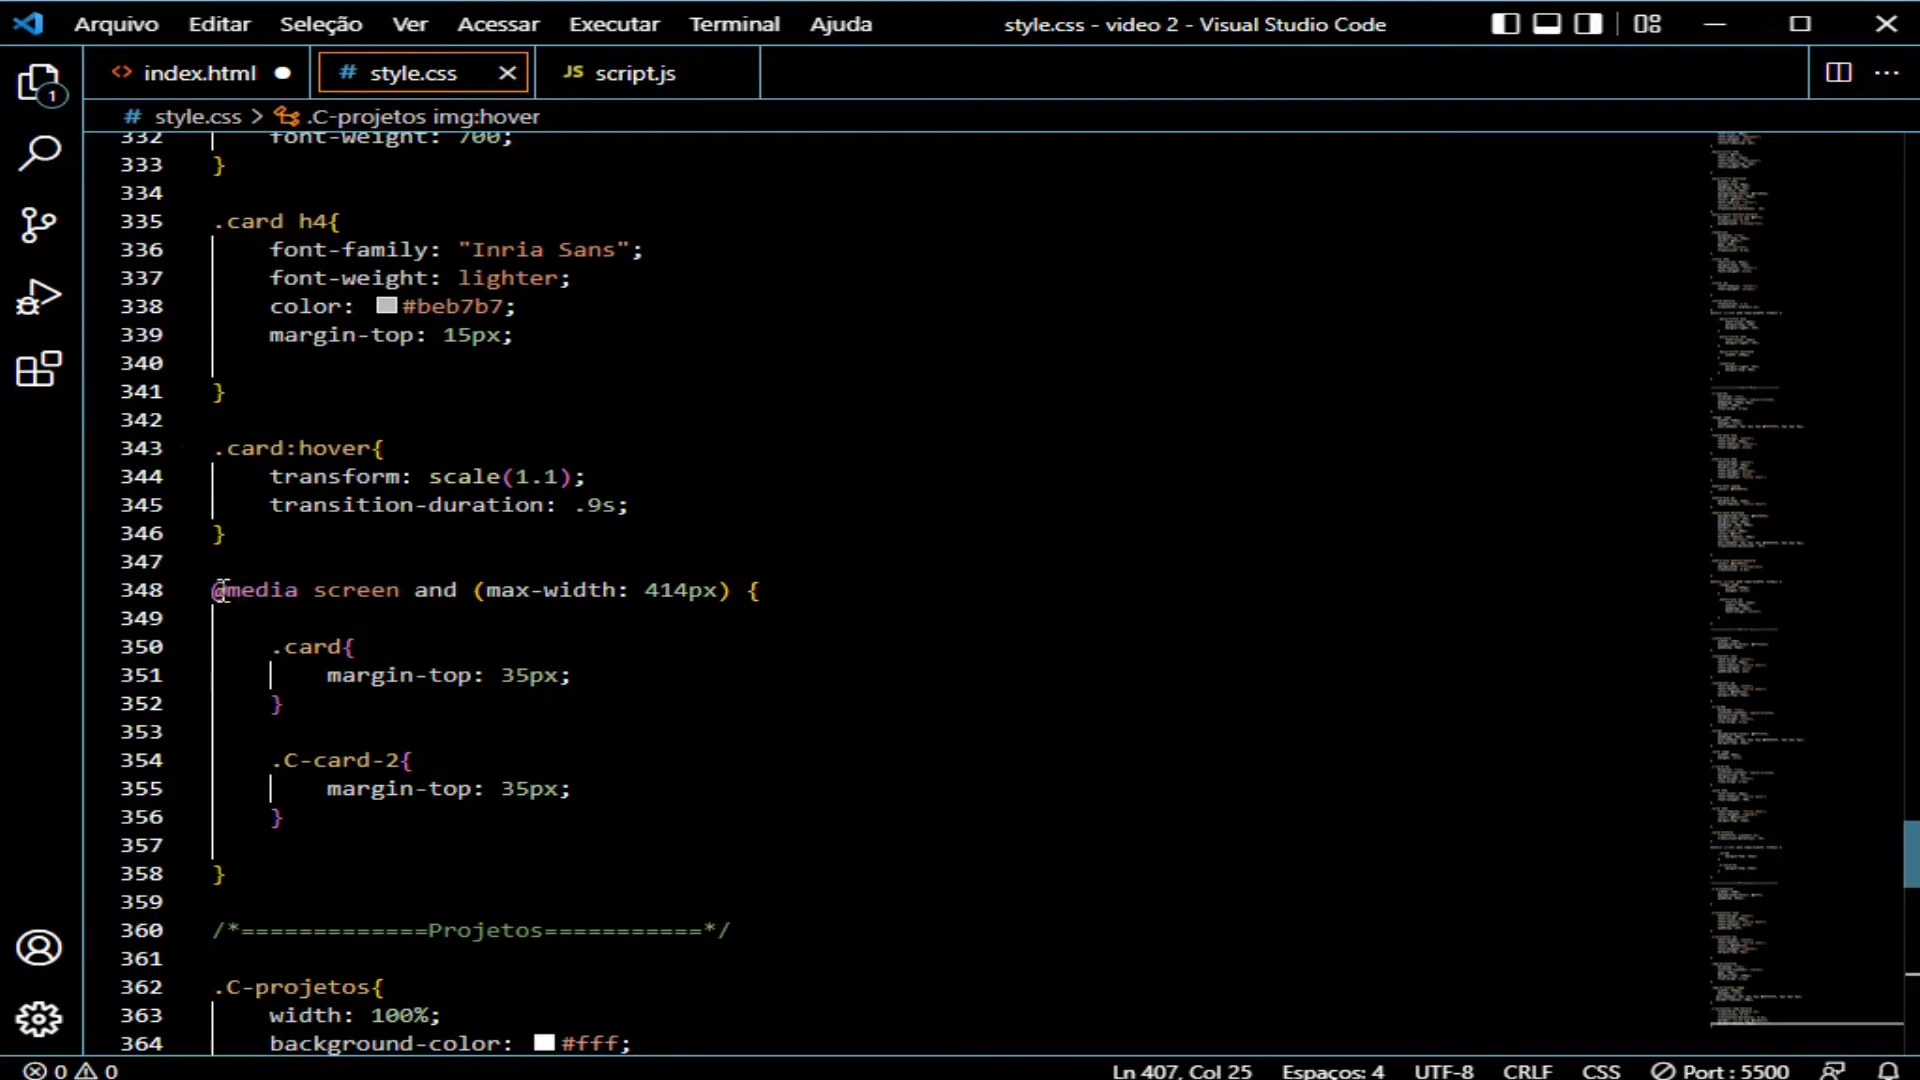 Arquivo Editar Seleção Ver Acessar Executar Terminal Ajuda style.css - video 2 - Visual Studio Code
<> index.html # style.css JS script.js
1
# style.css > .C-projetos img:hover
332 font-weight: 700;
333 }
334
335 .card h4{
336 font-family: "Inria Sans";
337 font-weight: lighter;
338 color: #beb7b7;
339 margin-top: 15px;
340
341 }
342
343 .card:hover{
344 transform: scale(1.1);
345 transition-duration: .9s;
346 }
347
348 @media screen and (max-width: 414px) {
349
350 .card{
351 margin-top: 35px;
352 }
353
354 .C-card-2{
355 margin-top: 35px;
356 }
357
358 }
359
360 /*=============Projetos===========*/
361
362 .C-projetos{
363 width: 100%;
364 background-color: #fff;
0 0 Ln 407, Col 25 Espaços: 4 UTF-8 CRLF CSS Port : 5500